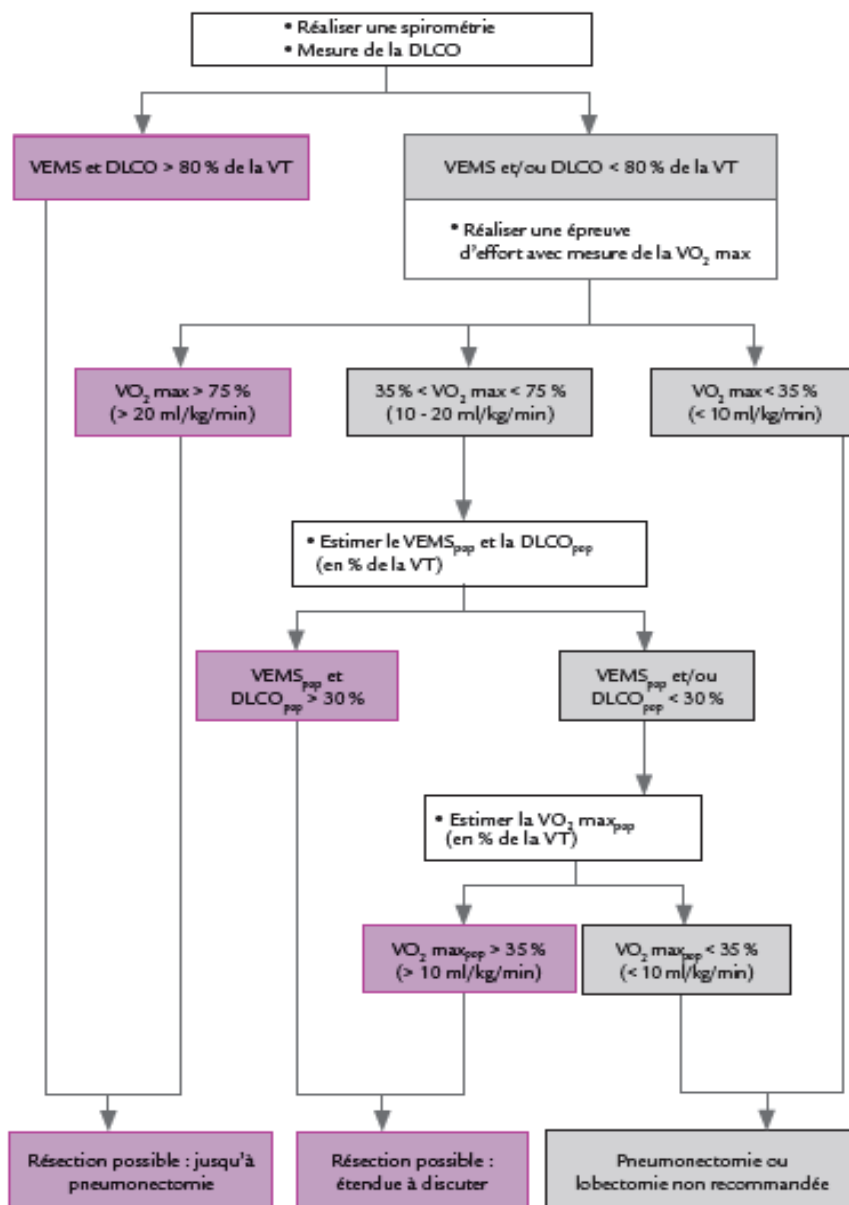 • Réaliser une spirométrie
• Mesure de la DLCO
VEMS et DLCO > 80 % de la VT
VEMS et/ou DLCO < 80 % de la VT
• Réaliser une épreuve
d'effort avec mesure de la VO₂ max
VO₂ max > 75 %
(> 20 ml/kg/min)
35 % < VO₂ max < 75 %
(10 - 20 ml/kg/min)
VO₂ max < 35 %
(< 10 ml/kg/min)
• Estimer le VEMSpop et la DLCOpop
(en % de la VT)
VEMSpop et
DLCOpop > 30 %
VEMSpop et/ou
DLCOpop < 30 %
• Estimer la VO₂ maxpop
(en % de la VT)
VO₂ maxpop > 35 %
(> 10 ml/kg/min)
VO₂ maxpop < 35 %
(< 10 ml/kg/min)
Résection possible : jusqu'à
pneumonectomie
Résection possible :
étendue à discuter
Pneumonectomie ou
lobectomie non recommandée